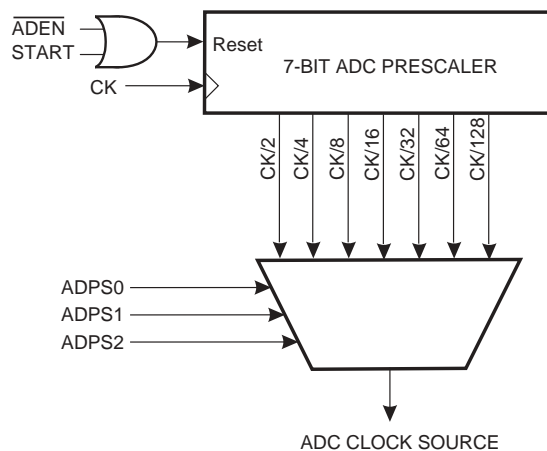 ADEN
START
Reset
7-BIT ADC PRESCALER
CK
CK/2
CK/4
CK/8
CK/16
CK/32
CK/64
CK/128
ADPS0
ADPS1
ADPS2
ADC CLOCK SOURCE